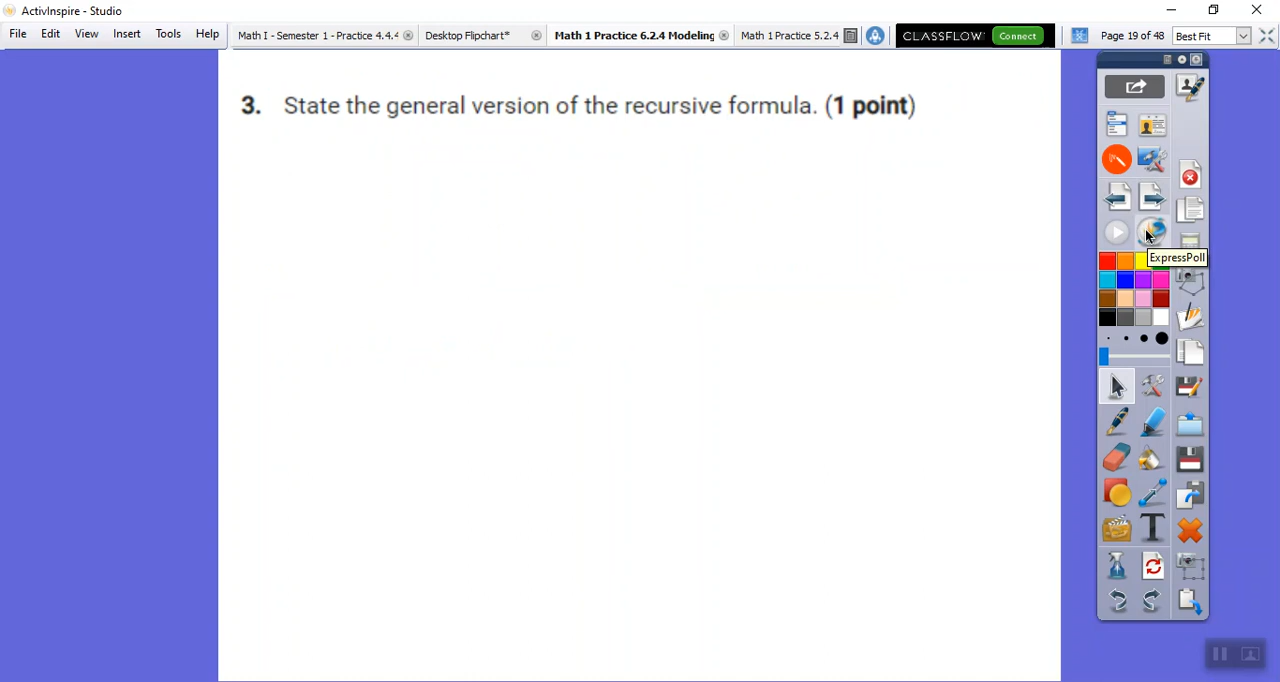 ActivInspire - Studio
File Edit View Insert Tools Help
Math I - Semester 1 - Practice 4.4.4 Desktop Flipchart* Math 1 Practice 6.2.4 Modeling Math 1 Practice 5.2.4 CLASSFLOW Connect Page 19 of 48 Best Fit
3. State the general version of the recursive formula. (1 point)
ExpressPoll
T